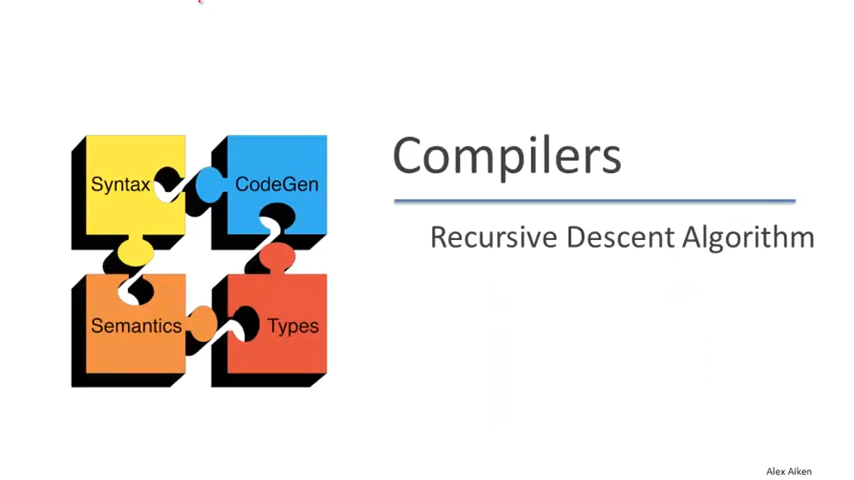 Compilers
Recursive Descent Algorithm
Syntax
CodeGen
Semantics
Types
Alex Aiken